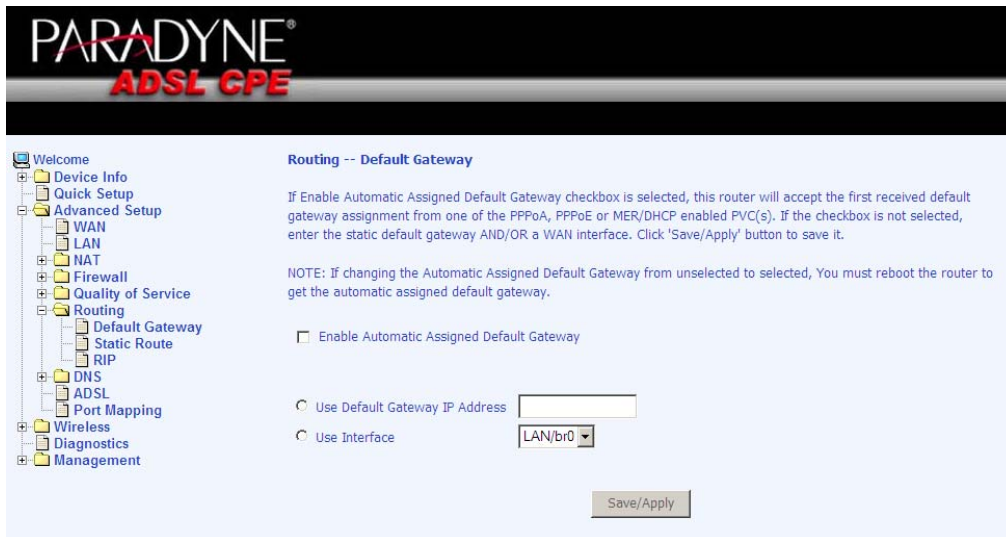 PARADYNE®
ADSL CPE
Welcome
Device Info
Quick Setup
Advanced Setup
WAN
LAN
NAT
Firewall
Quality of Service
Routing
Default Gateway
Static Route
RIP
DNS
ADSL
Port Mapping
Wireless
Diagnostics
Management
Routing -- Default Gateway
If Enable Automatic Assigned Default Gateway checkbox is selected, this router will accept the first received default
gateway assignment from one of the PPPoA, PPPoE or MER/DHCP enabled PVC(s). If the checkbox is not selected,
enter the static default gateway AND/OR a WAN interface. Click 'Save/Apply' button to save it.
NOTE: If changing the Automatic Assigned Default Gateway from unselected to selected, You must reboot the router to
get the automatic assigned default gateway.
Enable Automatic Assigned Default Gateway
Use Default Gateway IP Address
Use Interface LAN/br0
Save/Apply